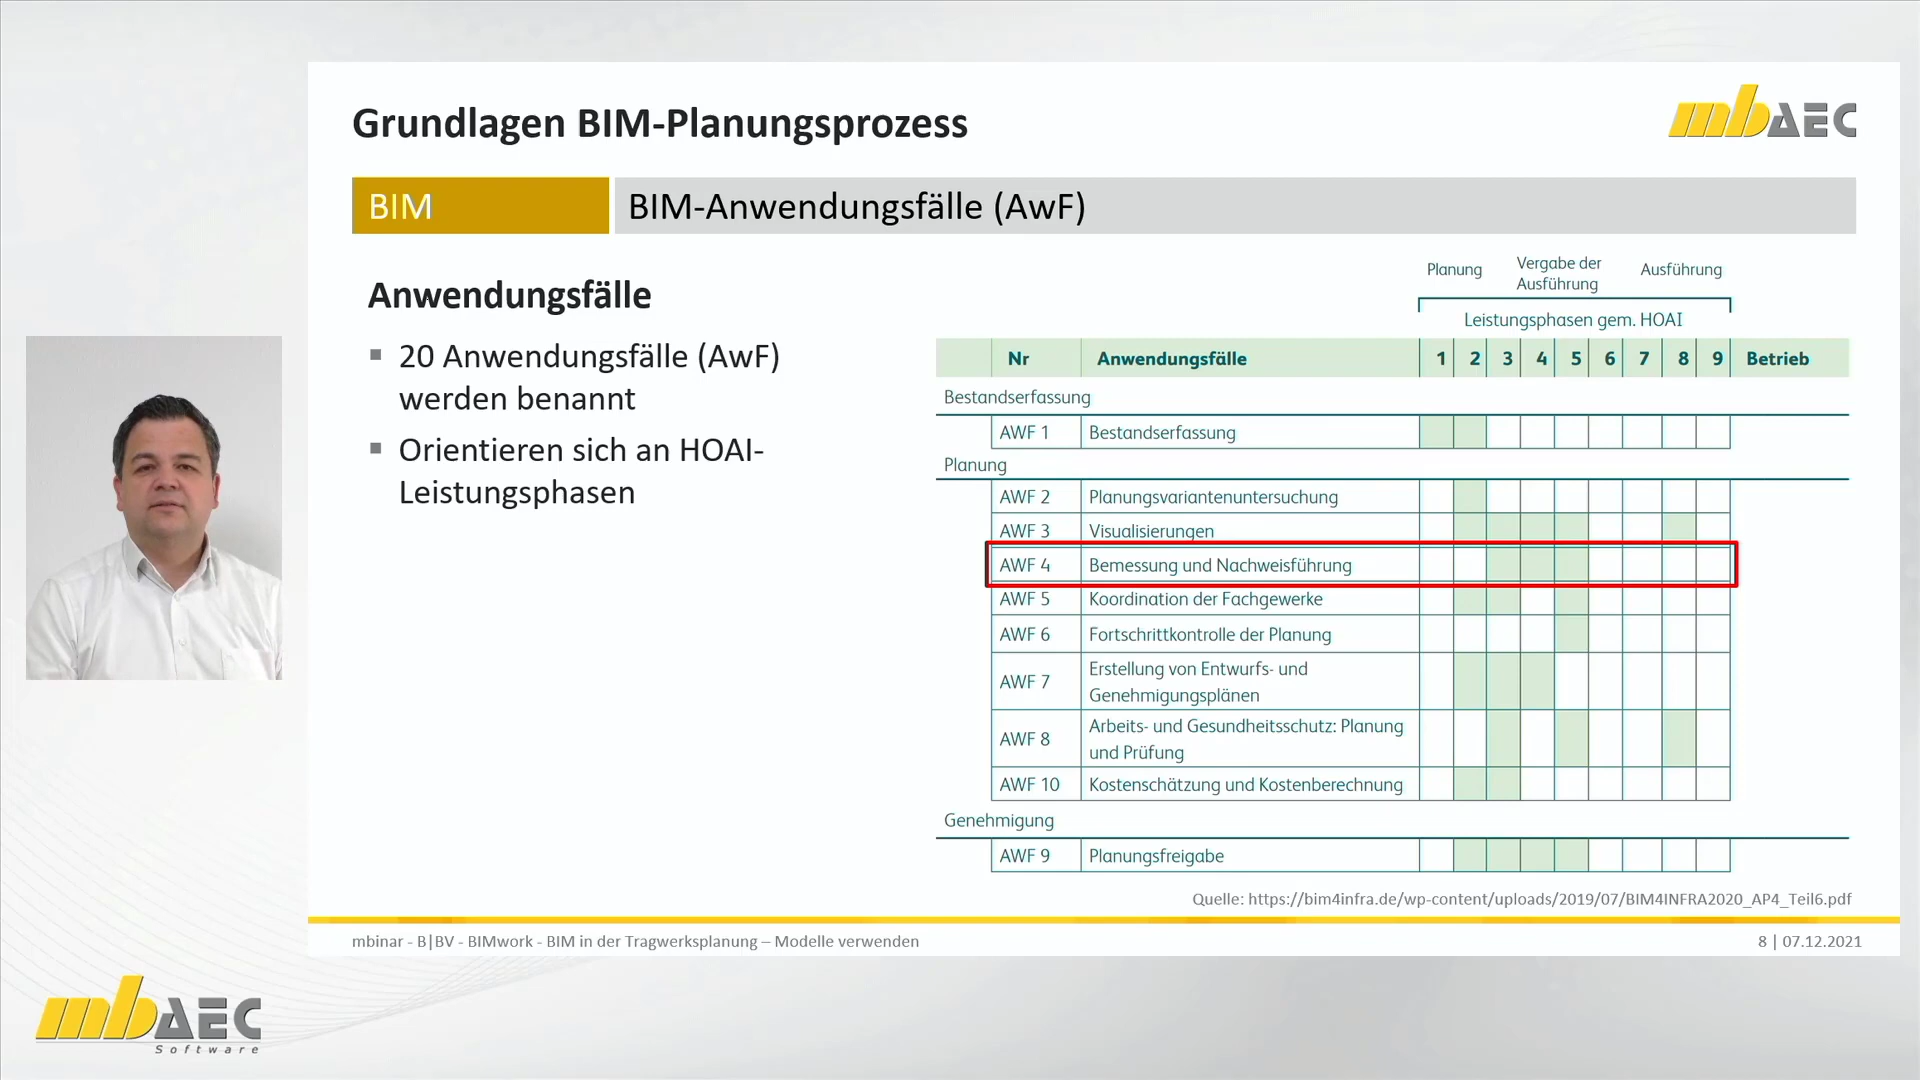 Grundlagen BIM-Planungsprozess
mbAEC
BIM
BIM-Anwendungsfälle (AwF)
Anwendungsfälle
▪ 20 Anwendungsfälle (AwF)
werden benannt
▪ Orientieren sich an HOAI-
Leistungsphasen
Planung
Vergabe der
Ausführung
Ausführung
Leistungsphasen gem. HOAI
Nr Anwendungsfälle 1 2 3 4 5 6 7 8 9 Betrieb
Bestandserfassung
AWF 1 Bestandserfassung
Planung
AWF 2 Planungsvariantenuntersuchung
AWF 3 Visualisierungen
AWF 4 Bemessung und Nachweisführung
AWF 5 Koordination der Fachgewerke
AWF 6 Fortschrittkontrolle der Planung
AWF 7 Erstellung von Entwurfs- und
Genehmigungsplänen
AWF 8 Arbeits- und Gesundheitsschutz: Planung
und Prüfung
AWF 10 Kostenschätzung und Kostenberechnung
Genehmigung
AWF 9 Planungsfreigabe
Quelle: https://bim4infra.de/wp-content/uploads/2019/07/BIM4INFRA2020_AP4_Teil6.pdf
mbinar - B|BV - BIMwork - BIM in der Tragwerksplanung – Modelle verwenden
8 | 07.12.2021
mbAEC
Software